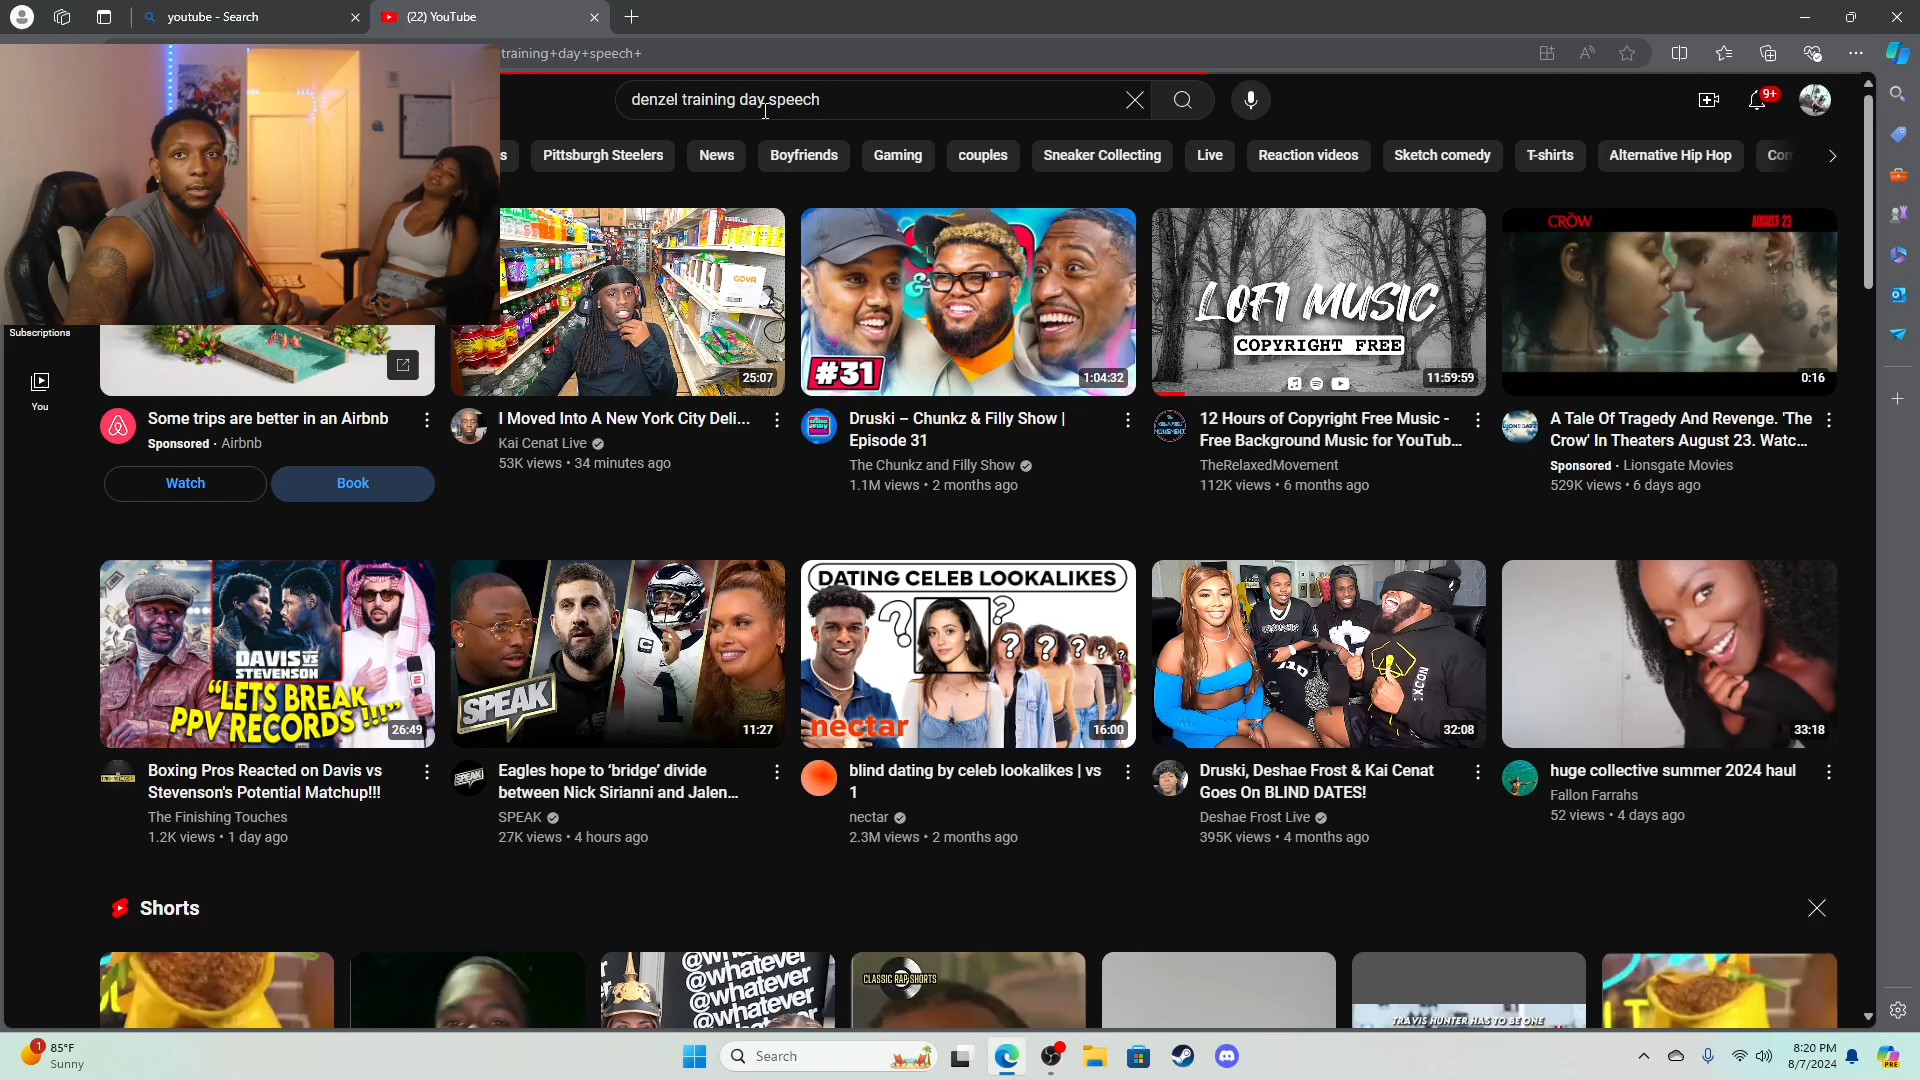 youtube - Search
(22) YouTube
training+day+speech+
denzel training day speech
9+
s
Pittsburgh Steelers
News
Boyfriends
Gaming
couples
Sneaker Collecting
Live
Reaction videos
Sketch comedy
T-shirts
Alternative Hip Hop
Subscriptions
You
GOYA
25:07
#31
1:04:32
LOFI MUSIC
COPYRIGHT FREE
11:59:59
CROW
AUGUST 23
0:16
Some trips are better in an Airbnb
Sponsored · Airbnb
Watch
Book
I Moved Into A New York City Deli...
Kai Cenat Live
53K views • 34 minutes ago
Druski – Chunkz & Filly Show |
Episode 31
The Chunkz and Filly Show
1.1M views • 2 months ago
12 Hours of Copyright Free Music -
Free Background Music for YouTub...
TheRelaxedMovement
112K views • 6 months ago
LIONSGATE
A Tale Of Tragedy And Revenge. 'The
Crow' In Theaters August 23. Watc...
Sponsored · Lionsgate Movies
529K views • 6 days ago
DAVIS VS
STEVENSON
"LETS BREAK
PPV RECORDS !!!"
26:49
SPEAK
11:27
DATING CELEB LOOKALIKES
nectar
16:00
32:08
33:18
Boxing Pros Reacted on Davis vs
Stevenson's Potential Matchup!!!
The Finishing Touches
1.2K views • 1 day ago
SPEAK
Eagles hope to ‘bridge’ divide
between Nick Sirianni and Jalen...
SPEAK
27K views • 4 hours ago
blind dating by celeb lookalikes | vs
1
nectar
2.3M views • 2 months ago
Druski, Deshae Frost & Kai Cenat
Goes On BLIND DATES!
Deshae Frost Live
395K views • 4 months ago
huge collective summer 2024 haul
Fallon Farrahs
52 views • 4 days ago
Shorts
@whatever
@whatever
@whatever
@whatever
CLASSIC RAP SHORTS
TRAVIS HUNTER HAS TO BE ONE
1
85°F
Sunny
Search
8:20 PM
8/7/2024
PRE